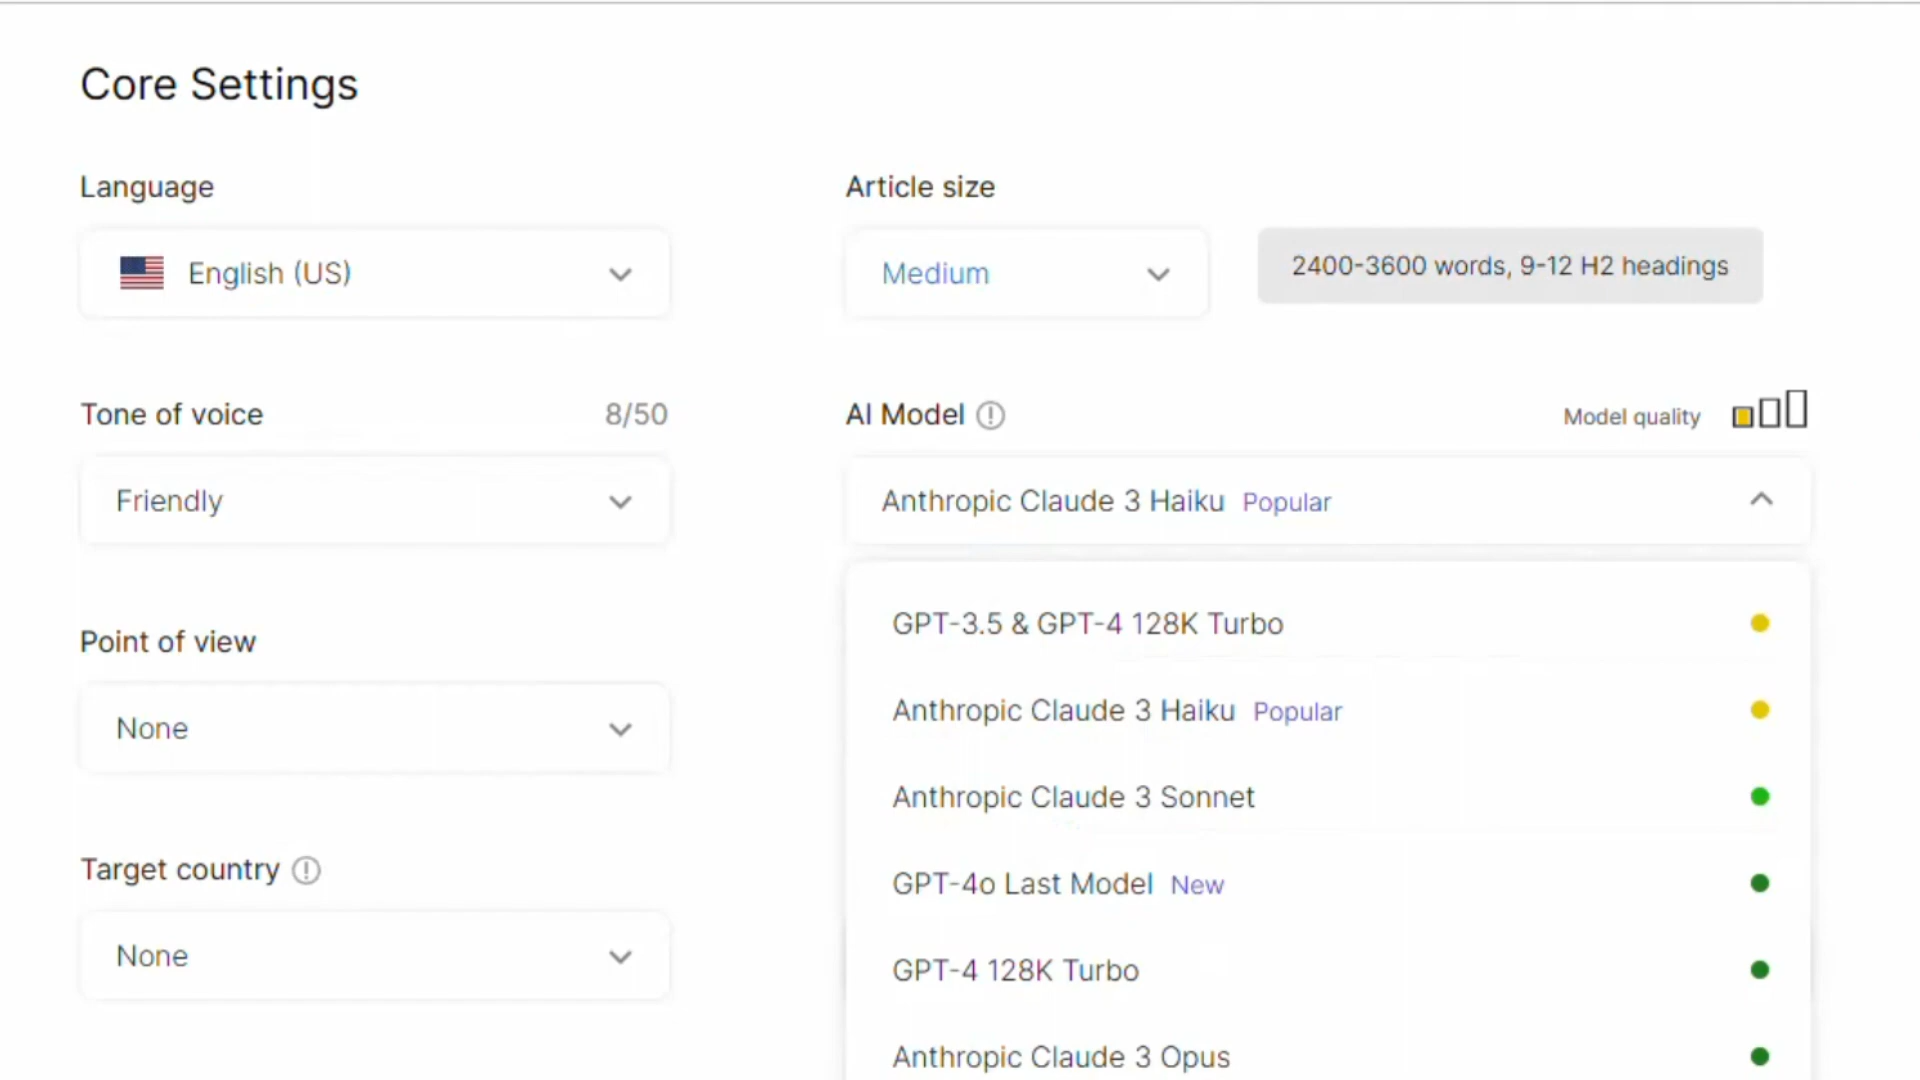 Core Settings
Language
Article size
English (US)
Medium
2400-3600 words, 9-12 H2 headings
Tone of voice
8/50
AI Model
Model quality
Friendly
Anthropic Claude 3 Haiku Popular
Point of view
None
GPT-3.5 & GPT-4 128K Turbo
Anthropic Claude 3 Haiku Popular
Anthropic Claude 3 Sonnet
GPT-4o Last Model New
GPT-4 128K Turbo
Anthropic Claude 3 Opus
Target country
None